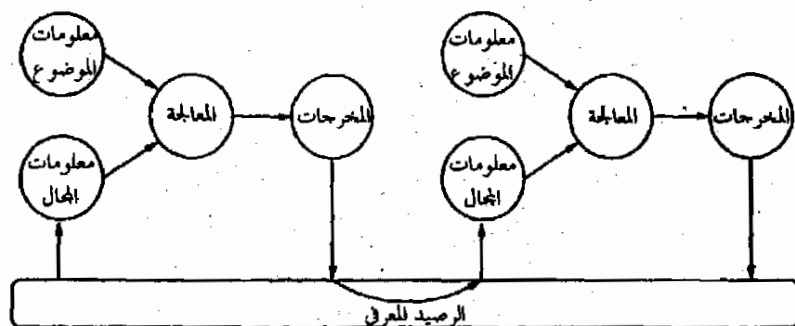 معلومات
الموضوع
المعالجة
المخرجات
معلومات
المجال
معلومات
الموضوع
المعالجة
المخرجات
معلومات
المجال
الرصيد المعرفي